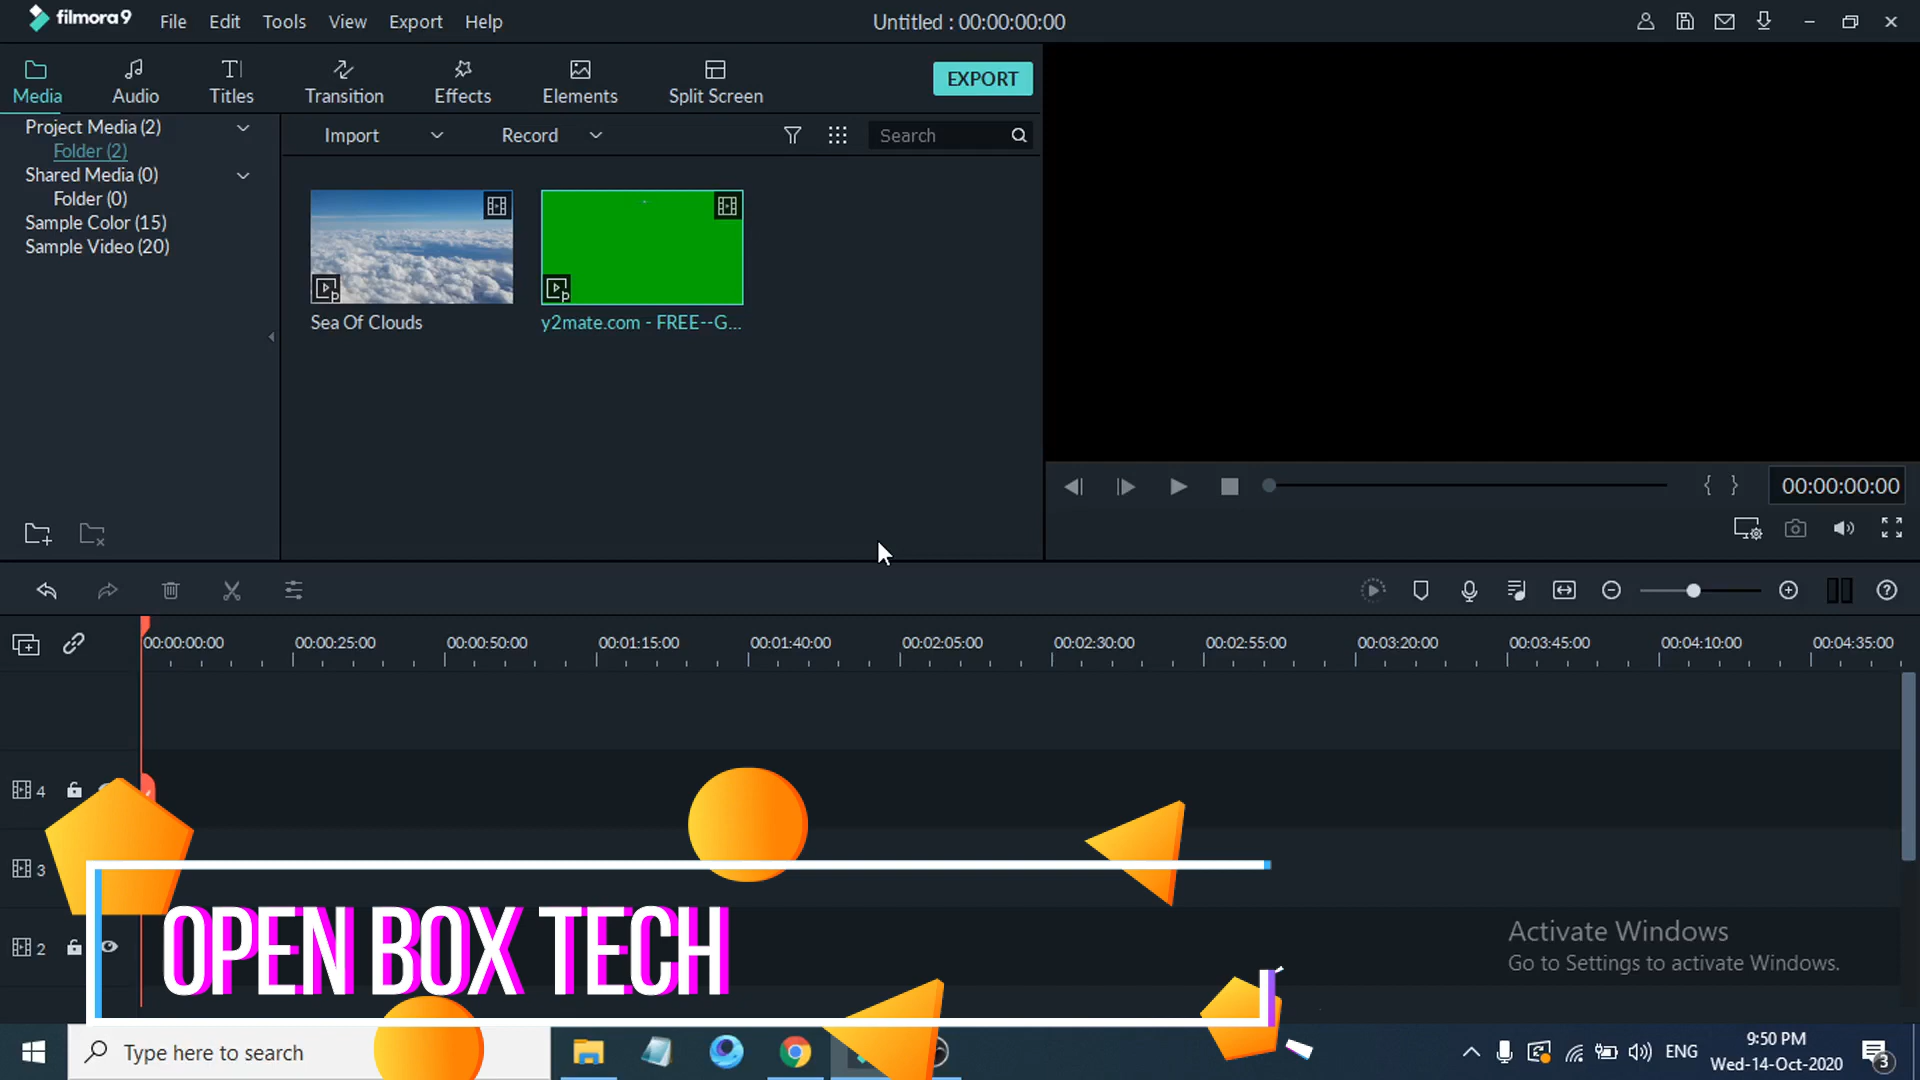 filmora9 File Edit Tools View Export Help Untitled : 00:00:00:00
Media Audio Titles Transition Effects Elements Split Screen EXPORT
Project Media (2)
Folder (2)
Shared Media (0)
Folder (0)
Sample Color (15)
Sample Video (20)
Import Record Search
Sea Of Clouds
y2mate.com - FREE--G...
{ } 00:00:00:00
00:00:00:00 00:00:25:00 00:00:50:00 00:01:15:00 00:01:40:00 00:02:05:00 00:02:30:00 00:02:55:00 00:03:20:00 00:03:45:00 00:04:10:00 00:04:35:00
4
3
2
OPEN BOX TECH
Activate Windows
Go to Settings to activate Windows.
Type here to search
ENG
9:50 PM
Wed-14-Oct-2020
3